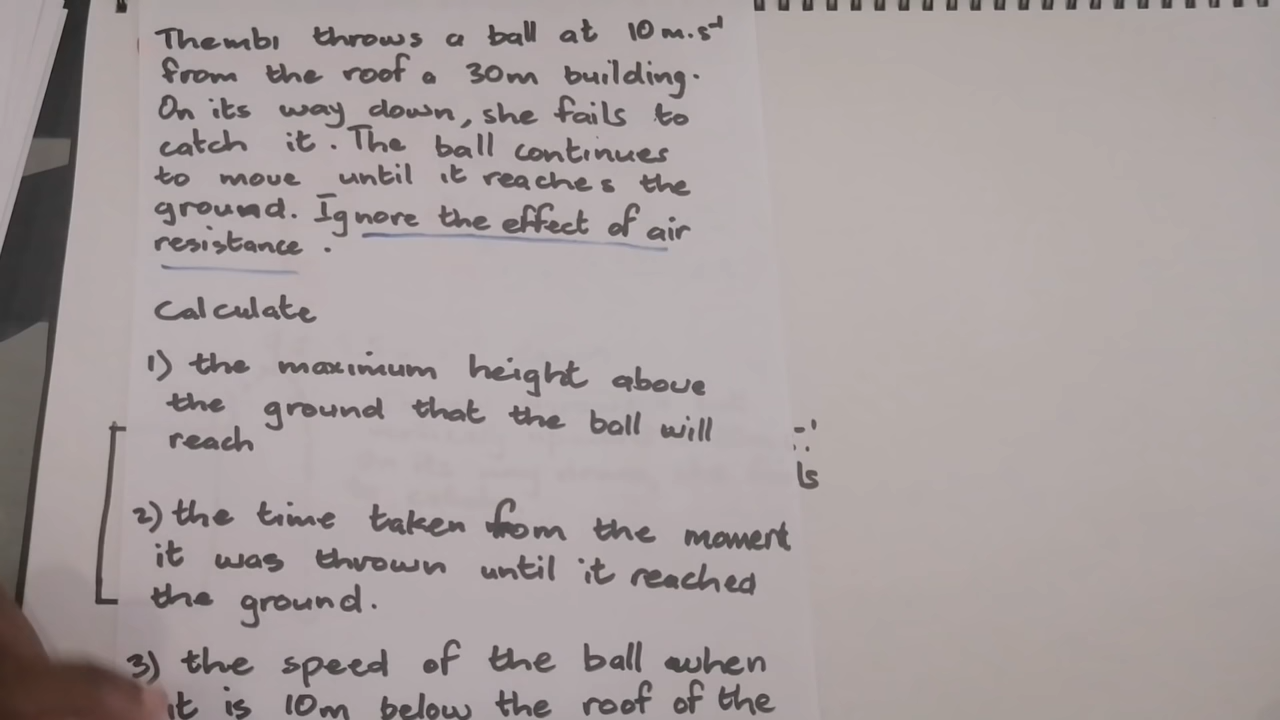 Thembi throws a ball at 10 m.s⁻¹
from the roof a 30m building.
On its way down, she fails to
catch it. The ball continues
to move until it reaches the
ground. Ignore the effect of air
resistance.
Calculate
1) the maximum height above
the ground that the ball will
reach
2) the time taken from the moment
it was thrown until it reached
the ground.
3) the speed of the ball when
it is 10m below the roof of the